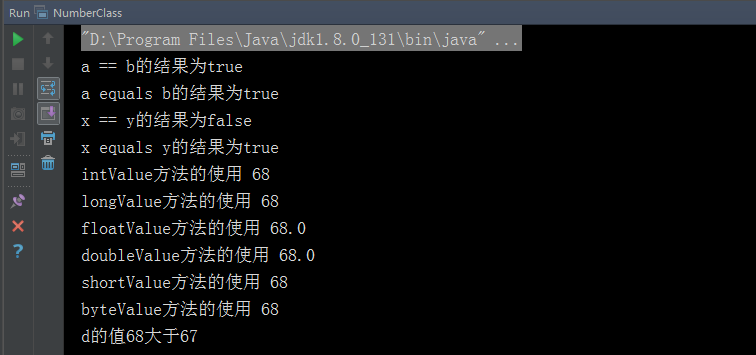 Run NumberClass
"D:\Program Files\Java\jdk1.8.0_131\bin\java" ...
a == b的结果为true
a equals b的结果为true
x == y的结果为false
x equals y的结果为true
intValue方法的使用 68
longValue方法的使用 68
floatValue方法的使用 68.0
doubleValue方法的使用 68.0
shortValue方法的使用 68
byteValue方法的使用 68
d的值68大于67